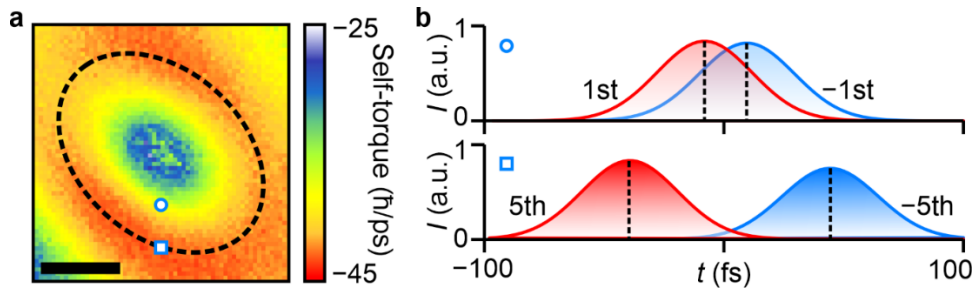 a
−25
Self-torque (ħ/ps)
−45
b
1
I (a.u.)
0
1st
−1st
1
I (a.u.)
0
5th
−5th
−100
t (fs)
100